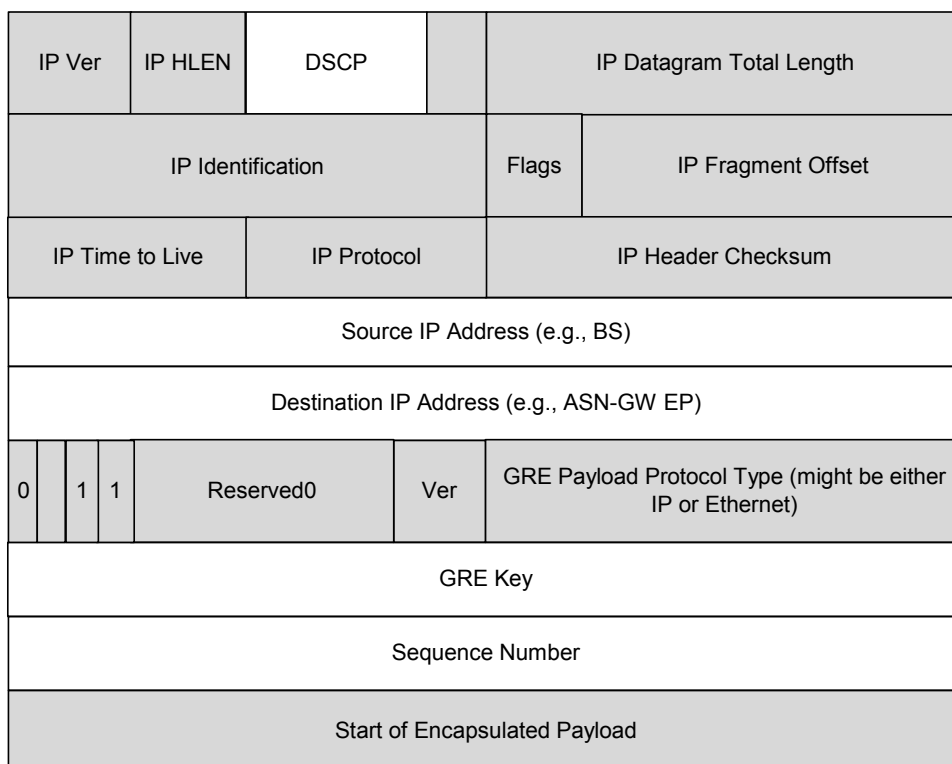 IP Ver IP HLEN DSCP IP Datagram Total Length
IP Identification Flags IP Fragment Offset
IP Time to Live IP Protocol IP Header Checksum
Source IP Address (e.g., BS)
Destination IP Address (e.g., ASN-GW EP)
0 1 1 Reserved0 Ver GRE Payload Protocol Type (might be either
IP or Ethernet)
GRE Key
Sequence Number
Start of Encapsulated Payload